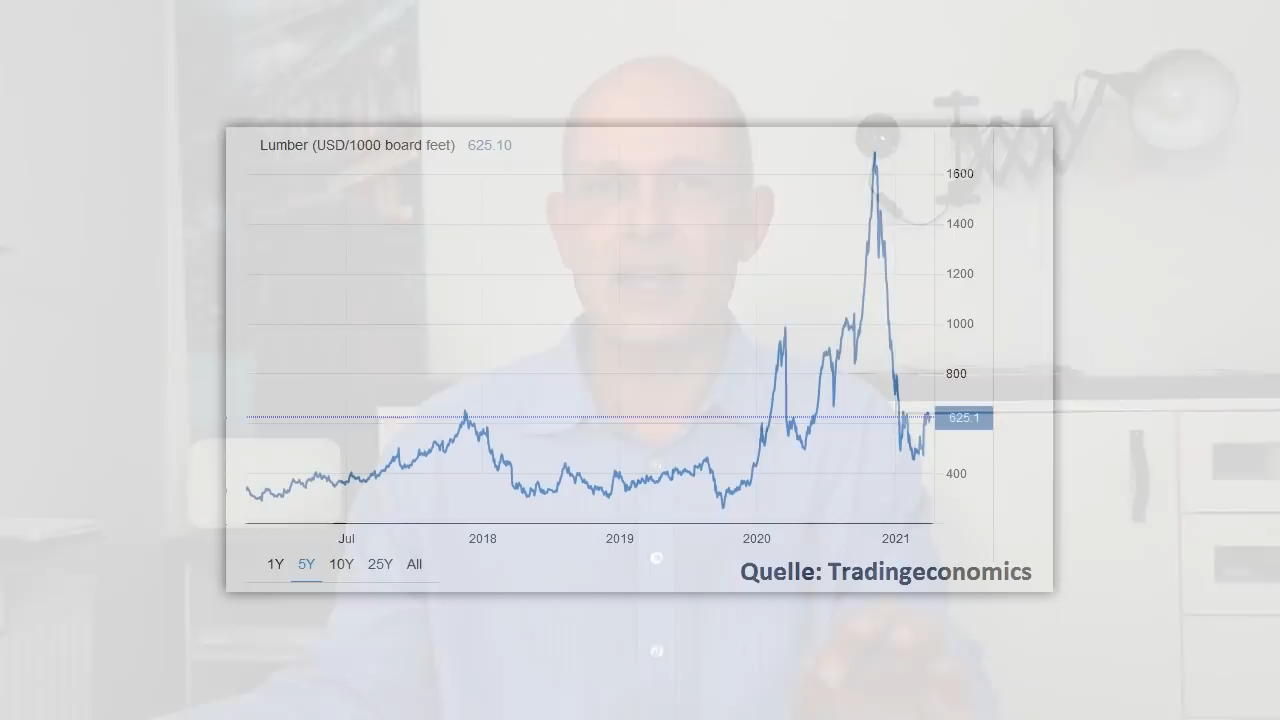 Lumber (USD/1000 board feet) 625.10
1600
1400
1200
1000
800
625.1
400
Jul 2018 2019 2020 2021
1Y 5Y 10Y 25Y All
Quelle: Tradingeconomics